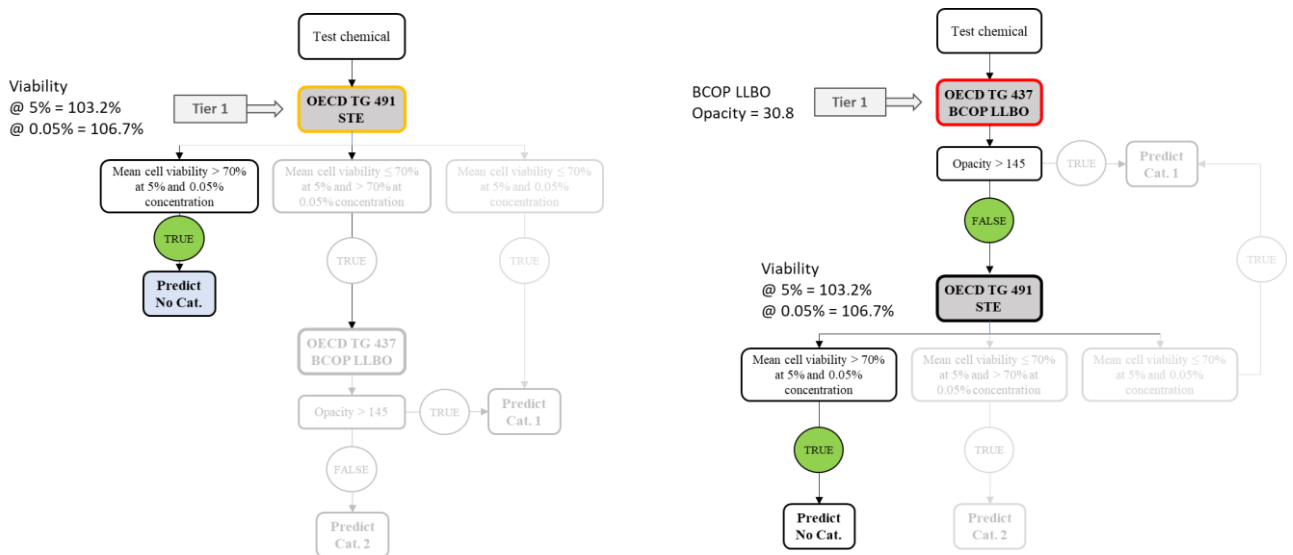 Test chemical
Viability
@ 5% = 103.2%
@ 0.05% = 106.7%
Tier 1
OECD TG 491
STE
Mean cell viability > 70%
at 5% and 0.05%
concentration
Mean cell viability ≤ 70%
at 5% and > 70% at
0.05% concentration
Mean cell viability ≤ 70%
at 5% and 0.05%
concentration
TRUE
TRUE
TRUE
Predict
No Cat.
OECD TG 437
BCOP LLBO
Opacity > 145
TRUE
Predict
Cat. 1
FALSE
Predict
Cat. 2
Test chemical
BCOP LLBO
Opacity = 30.8
Tier 1
OECD TG 437
BCOP LLBO
Opacity > 145
TRUE
Predict
Cat. 1
FALSE
TRUE
Viability
@ 5% = 103.2%
@ 0.05% = 106.7%
OECD TG 491
STE
Mean cell viability > 70%
at 5% and 0.05%
concentration
Mean cell viability ≤ 70%
at 5% and > 70% at
0.05% concentration
Mean cell viability ≤ 70%
at 5% and 0.05%
concentration
TRUE
TRUE
Predict
No Cat.
Predict
Cat. 2